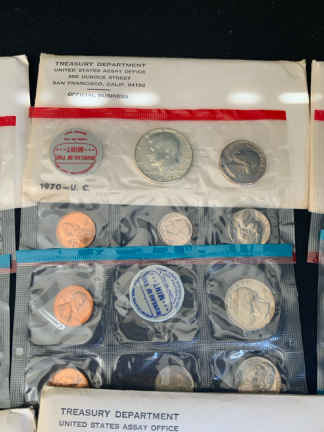 TREASURY DEPARTMENT
UNITED STATES ASSAY OFFICE
350 DUBOCE STREET
SAN FRANCISCO, CALIF. 94102
OFFICIAL BUSINESS
1970—U. C.
MINT
TREASURY DEPARTMENT
UNITED STATES ASSAY OFFICE